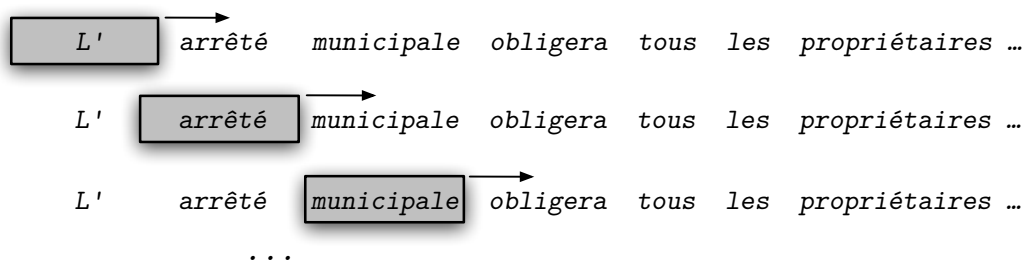 L' arrêté municipale obligera tous les propriétaires …
L' arrêté municipale obligera tous les propriétaires …
L' arrêté municipale obligera tous les propriétaires …
...